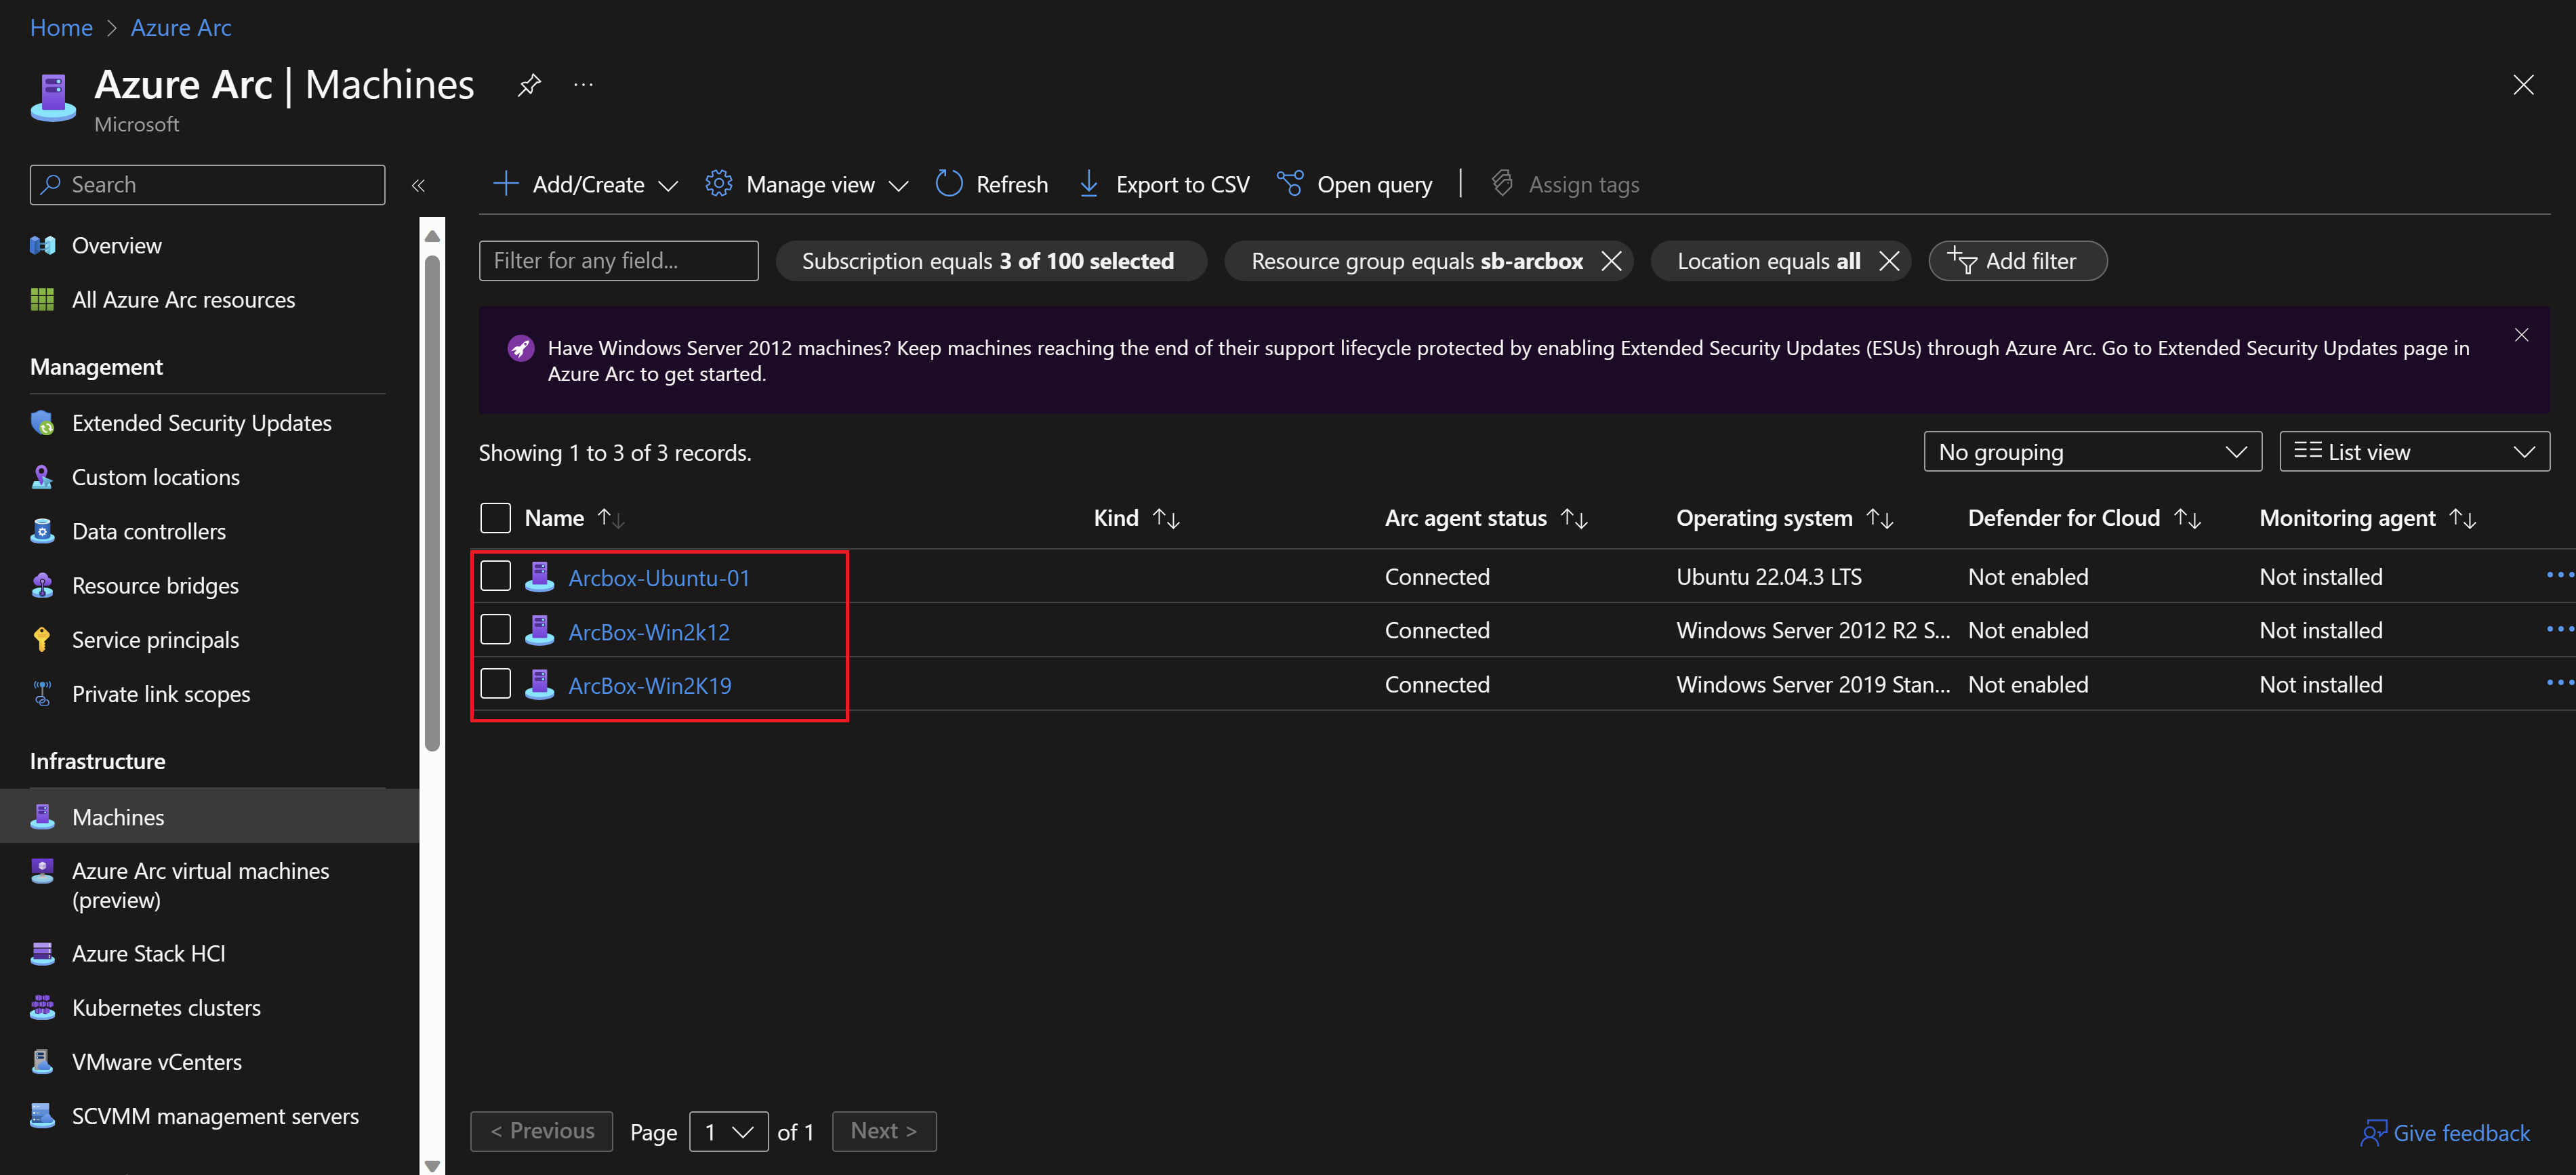 Home > Azure Arc
Azure Arc | Machines
Microsoft
Search
Overview
All Azure Arc resources
Management
Extended Security Updates
Custom locations
Data controllers
Resource bridges
Service principals
Private link scopes
Infrastructure
Machines
Azure Arc virtual machines
(preview)
Azure Stack HCI
Kubernetes clusters
VMware vCenters
SCVMM management servers
Add/Create Manage view Refresh Export to CSV Open query Assign tags
Filter for any field... Subscription equals 3 of 100 selected Resource group equals sb-arcbox Location equals all Add filter
Have Windows Server 2012 machines? Keep machines reaching the end of their support lifecycle protected by enabling Extended Security Updates (ESUs) through Azure Arc. Go to Extended Security Updates page in
Azure Arc to get started.
Showing 1 to 3 of 3 records. No grouping List view
Name Kind Arc agent status Operating system Defender for Cloud Monitoring agent
Arcbox-Ubuntu-01 Connected Ubuntu 22.04.3 LTS Not enabled Not installed
ArcBox-Win2k12 Connected Windows Server 2012 R2 S... Not enabled Not installed
ArcBox-Win2K19 Connected Windows Server 2019 Stan... Not enabled Not installed
< Previous Page 1 of 1 Next >
Give feedback